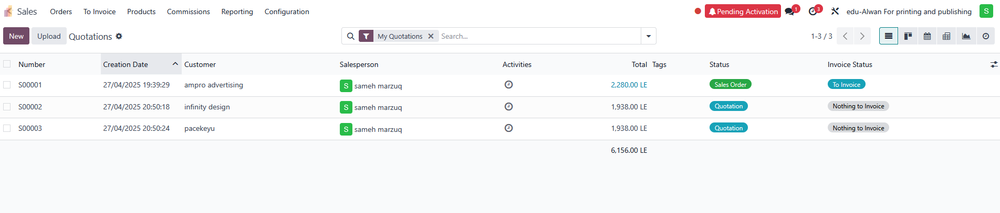 Sales Orders To Invoice Products Commissions Reporting Configuration Pending Activation 1 3 edu-Alwan For printing and publishing S
New Upload Quotations My Quotations Search... 1-3 / 3
Number Creation Date Customer Salesperson Activities Total Tags Status Invoice Status
S00001 27/04/2025 19:39:29 ampro advertising S sameh marzuq 2,280.00 LE Sales Order To Invoice
S00002 27/04/2025 20:50:18 infinity design S sameh marzuq 1,938.00 LE Quotation Nothing to Invoice
S00003 27/04/2025 20:50:24 pacekeyu S sameh marzuq 1,938.00 LE Quotation Nothing to Invoice
6,156.00 LE